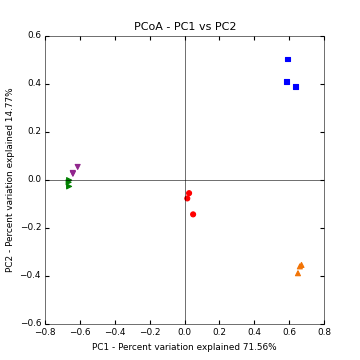 PCoA - PC1 vs PC2
0.6
0.4
0.2
0.0
−0.2
−0.4
−0.6
−0.8 −0.6 −0.4 −0.2 0.0 0.2 0.4 0.6 0.8
PC2 - Percent variation explained 14.77%
PC1 - Percent variation explained 71.56%